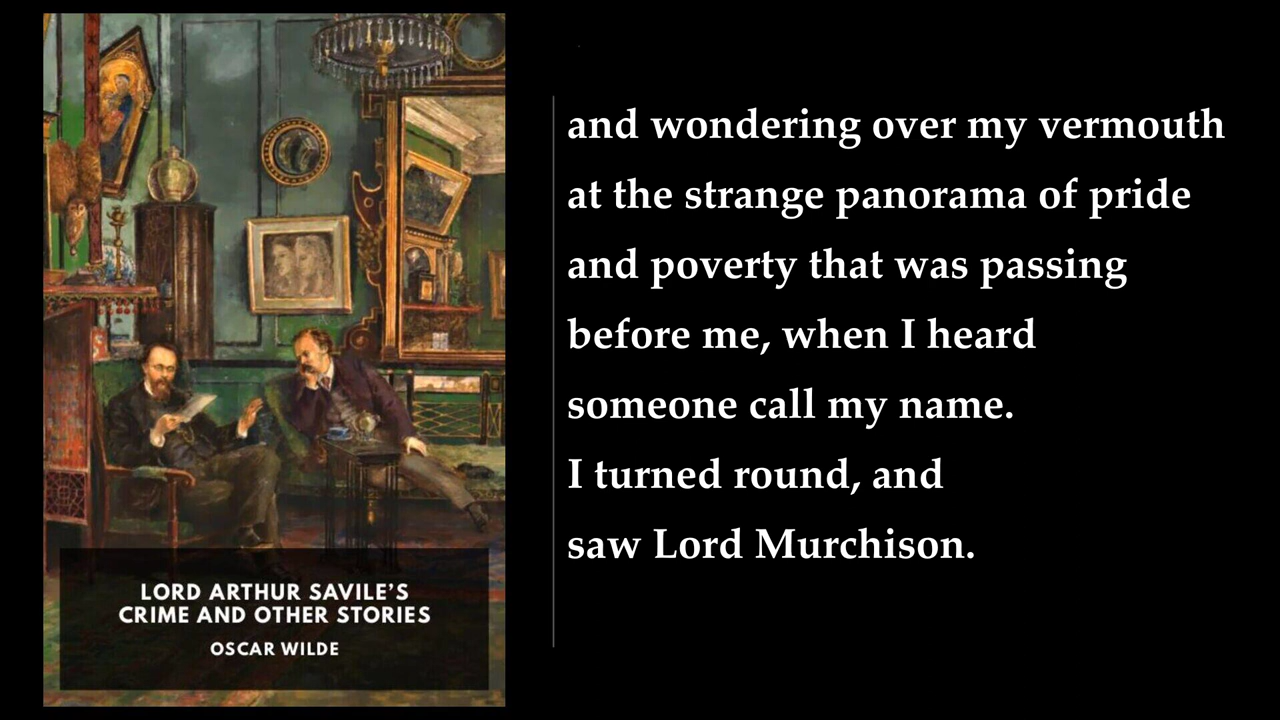 LORD ARTHUR SAVILE’S
CRIME AND OTHER STORIES
OSCAR WILDE
and wondering over my vermouth
at the strange panorama of pride
and poverty that was passing
before me, when I heard
someone call my name.
I turned round, and
saw Lord Murchison.